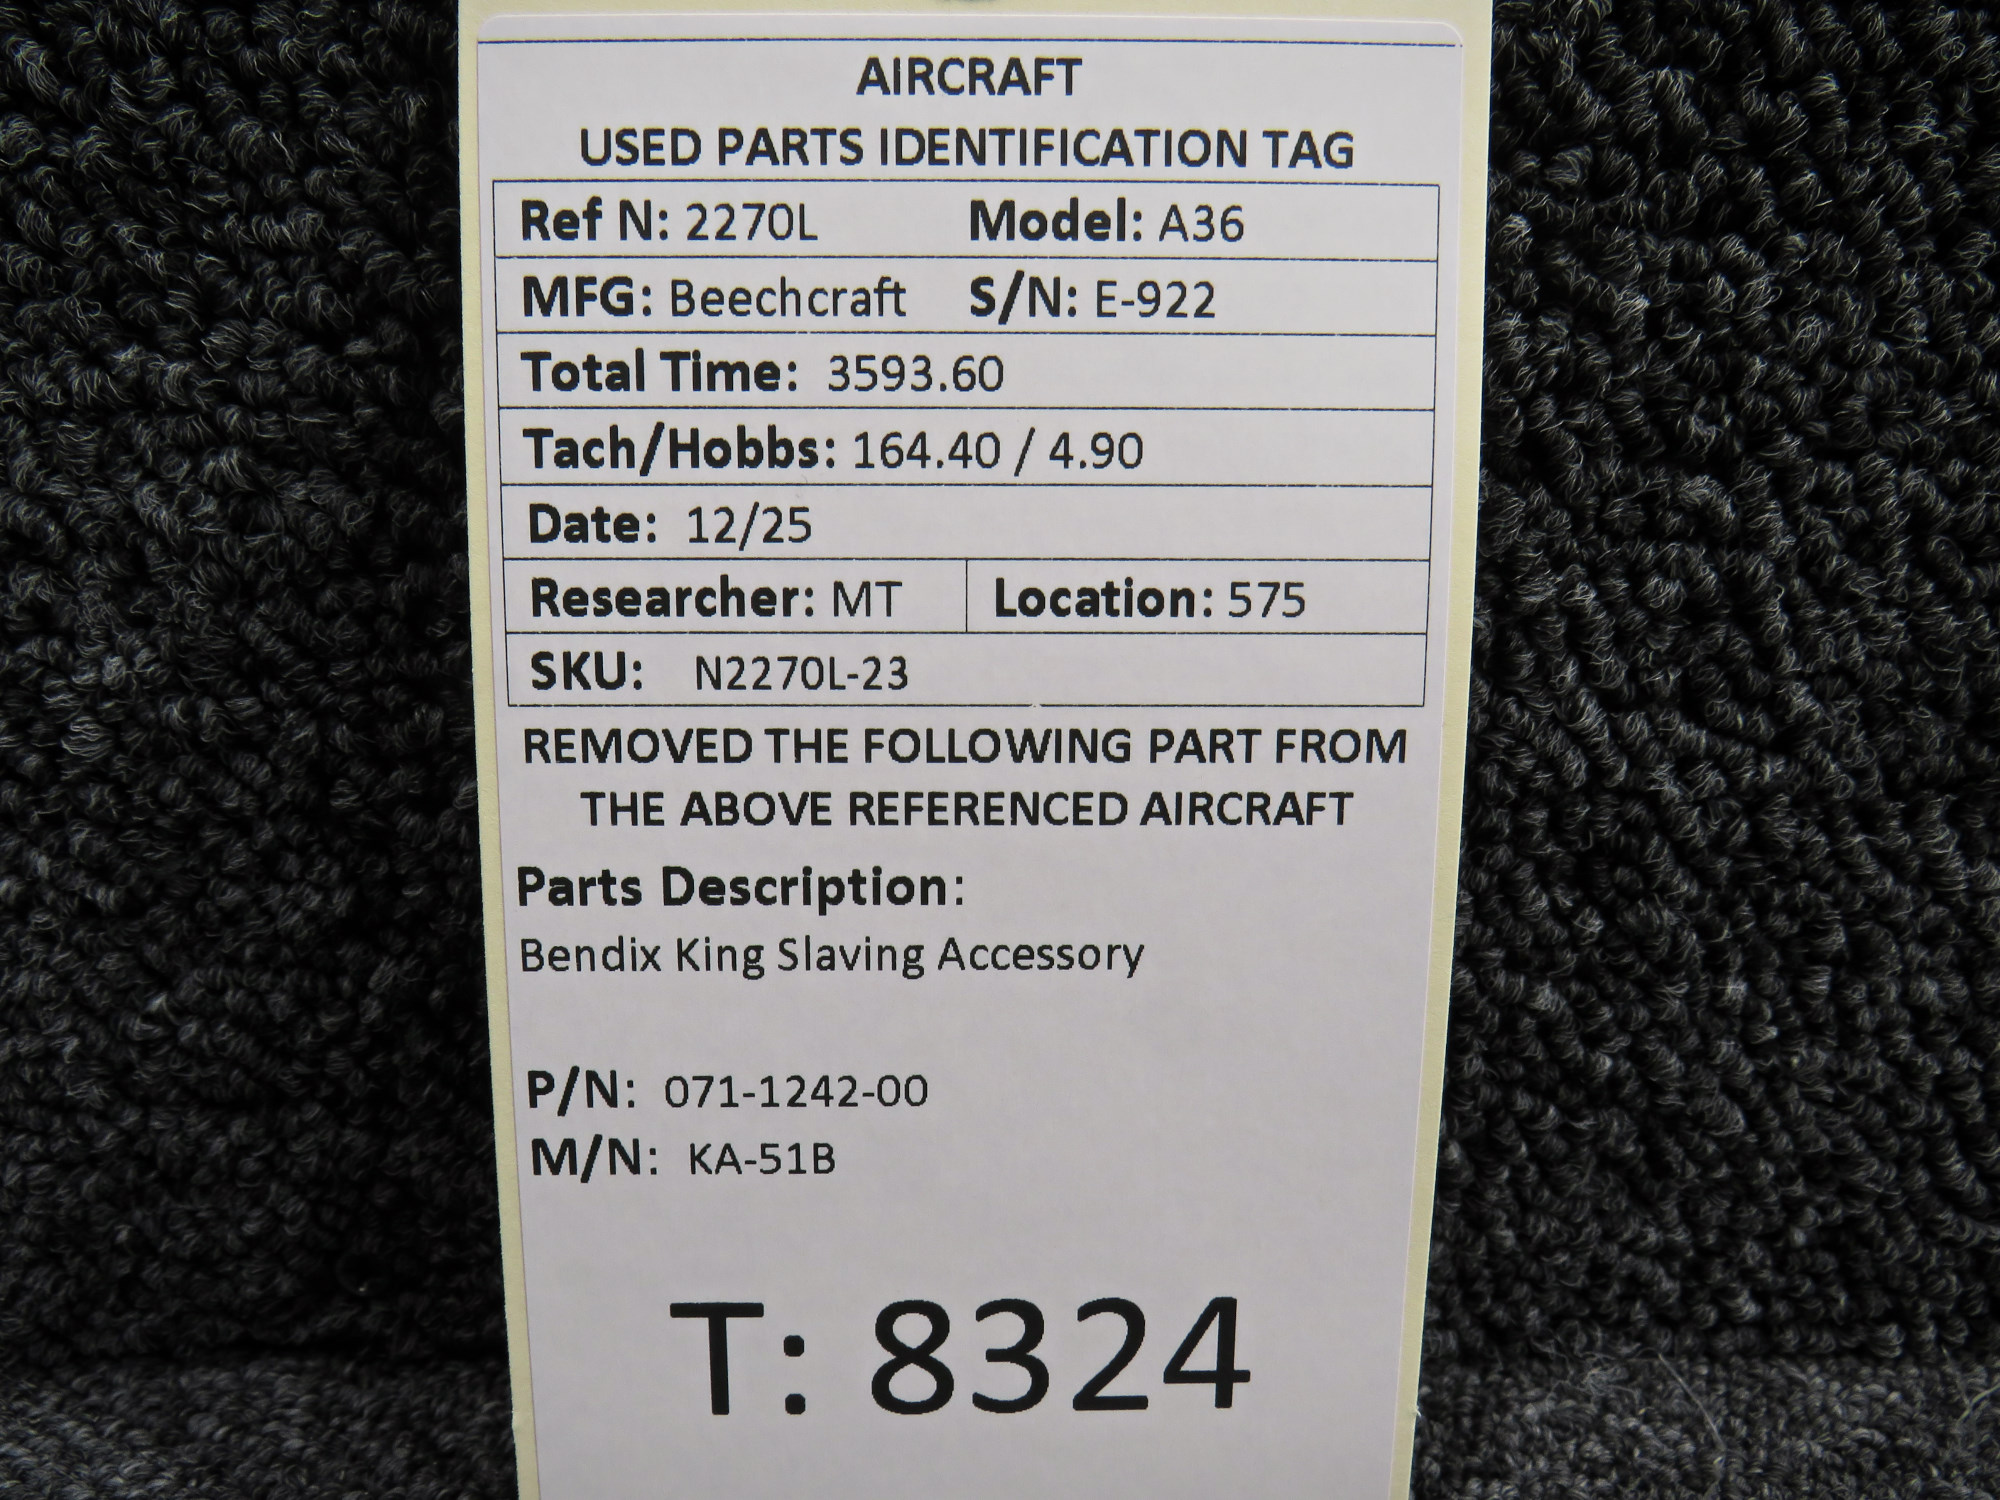 AIRCRAFT
USED PARTS IDENTIFICATION TAG
Ref N: 2270L Model: A36
MFG: Beechcraft S/N: E-922
Total Time: 3593.60
Tach/Hobbs: 164.40 / 4.90
Date: 12/25
Researcher: MT Location: 575
SKU: N2270L-23
REMOVED THE FOLLOWING PART FROM
THE ABOVE REFERENCED AIRCRAFT
Parts Description:
Bendix King Slaving Accessory
P/N: 071-1242-00
M/N: KA-51B
T: 8324